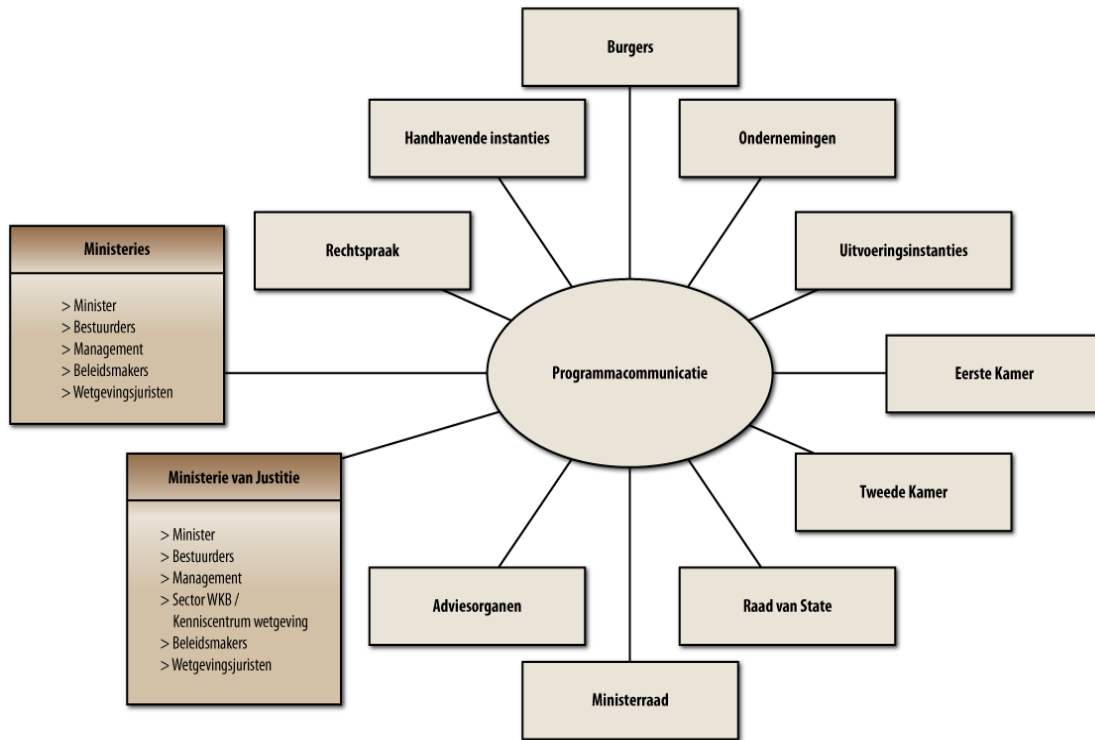 Burgers
Handhavende instanties
Ondernemingen
Rechtspraak
Uitvoeringsinstanties
Ministeries
> Minister
> Bestuurders
> Management
> Beleidsmakers
> Wetgevingsjuristen
Programmacommunicatie
Eerste Kamer
Ministerie van Justitie
> Minister
> Bestuurders
> Management
> Sector WKB /
Kenniscentrum wetgeving
> Beleidsmakers
> Wetgevingsjuristen
Tweede Kamer
Adviesorganen
Raad van State
Ministerraad